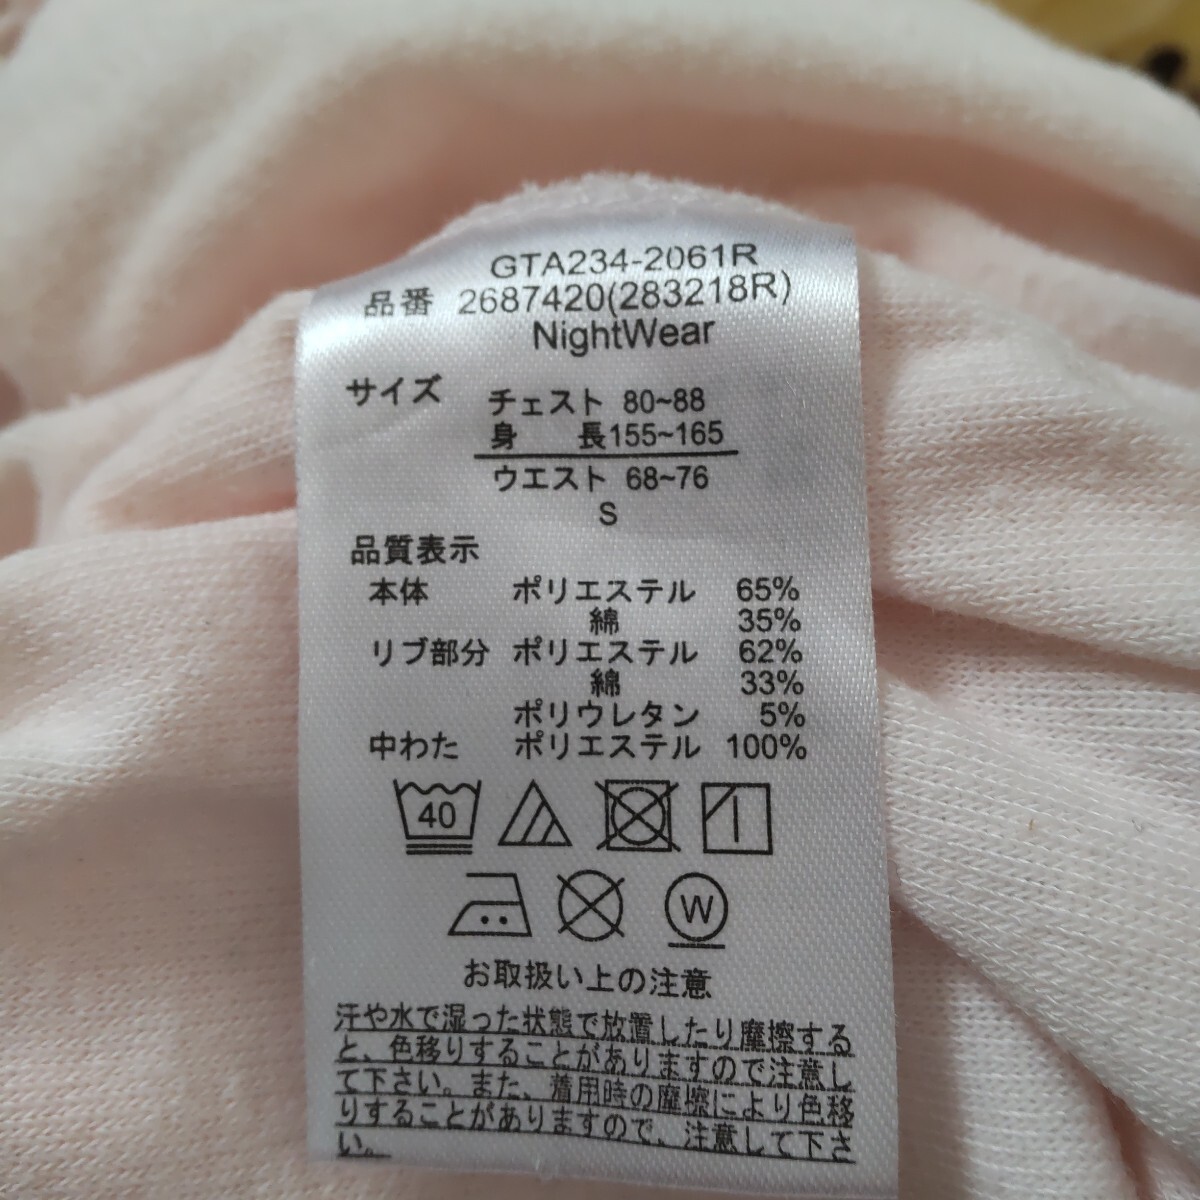 GTA234-2061R
品番 2687420(283218R)
NightWear
サイズ チェスト 80~88
身 長155~165
ウエスト 68~76
S
品質表示
本体 ポリエステル 65%
綿 35%
リブ部分 ポリエステル 62%
綿 33%
ポリウレタン 5%
中わた ポリエステル 100%
40
W
お取扱い上の注意
汗や水で湿った状態で放置したり摩擦する
と、色移りすることがありますので注意し
て下さい。また、着用時の摩擦により色移
りすることがありますので、注意して下さ
い。